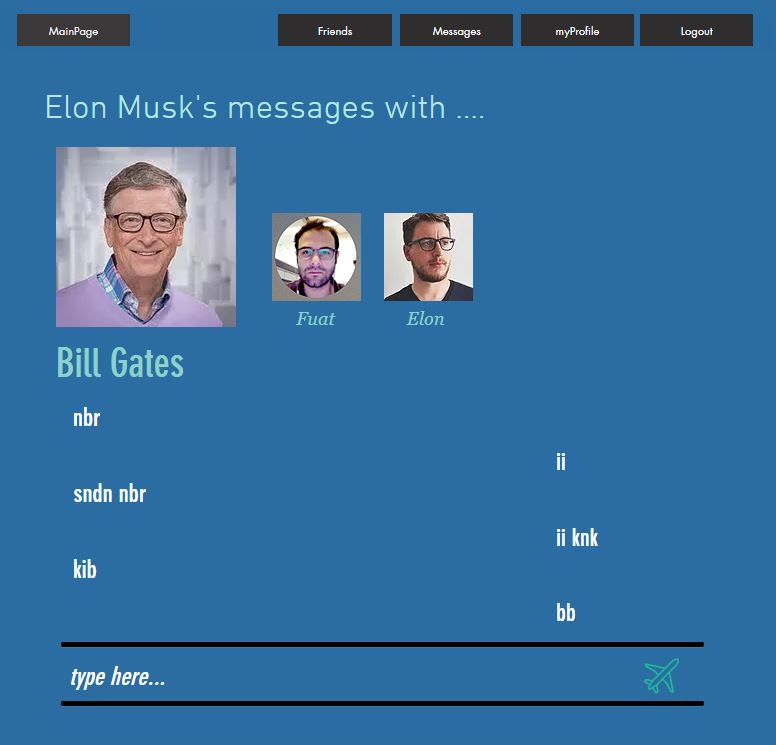 MainPage Friends Messages myProfile Logout
Elon Musk's messages with ....
Fuat Elon
Bill Gates
nbr
ii
sndn nbr
ii knk
kib
bb
type here...